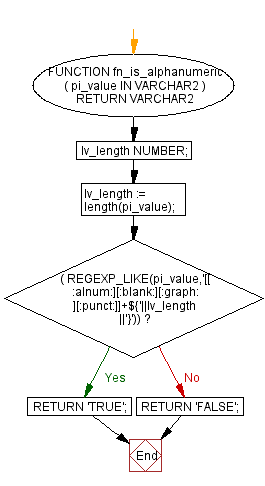 FUNCTION fn_is_alphanumeric
( pi_value IN VARCHAR2 )
RETURN VARCHAR2
lv_length NUMBER;
lv_length :=
length(pi_value);
( REGEXP_LIKE(pi_value,'[[
:alnum:][:blank:][:graph:
][:punct:]]+${'||lv_length
||'}')) ?
Yes
No
RETURN 'TRUE';
RETURN 'FALSE';
End